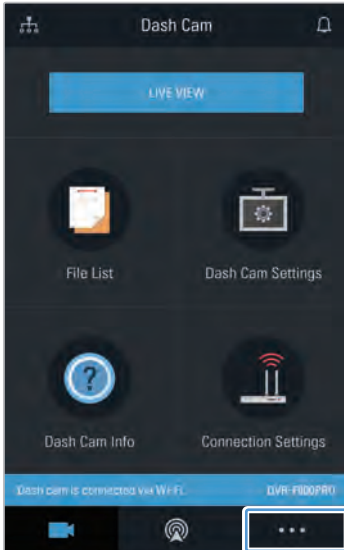 Dash Cam
LIVE VIEW
File List
Dash Cam Settings
Dash Cam Info
Connection Settings
Dash cam is connected via Wi-Fi. DVR-F800PRO